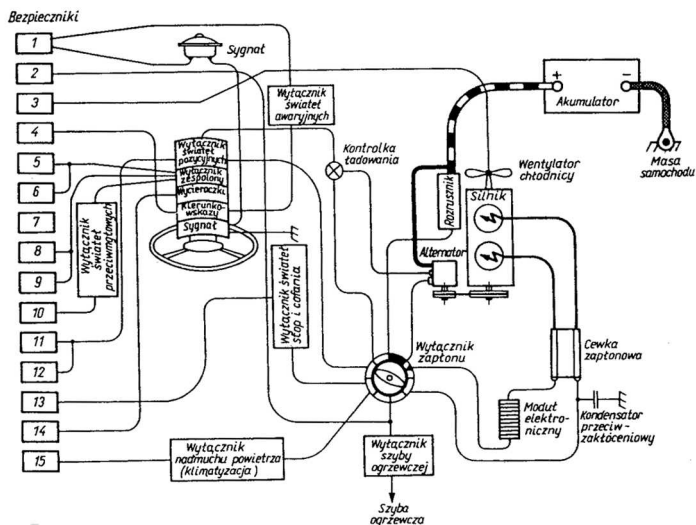 Bezpieczniki
1
2
3
4
5
6
7
8
9
10
11
12
13
14
15
Sygnał
Wyłącznik
świateł
awaryjnych
Wyłącznik
świateł
pozycyjnych
Wyłącznik
zespolony
Wycieraczki
Kierunko-
wskazy
Sygnał
Wyłącznik
świateł
przeciwmgłowych
Wyłącznik świateł
stop i cofania
Kontrolka
ładowania
+
−
Akumulator
Masa
samochodu
Wentylator
chłodnicy
Rozrusznik
Silnik
Alternator
Wyłącznik
zapłonu
Cewka
zapłonowa
Moduł
elektro-
niczny
Kondensator
przeciw-
zakłóceniowy
Wyłącznik
nadmuchu powietrza
(klimatyzacja)
Wyłącznik
szyby
ogrzewczej
Szyba
ogrzewcza